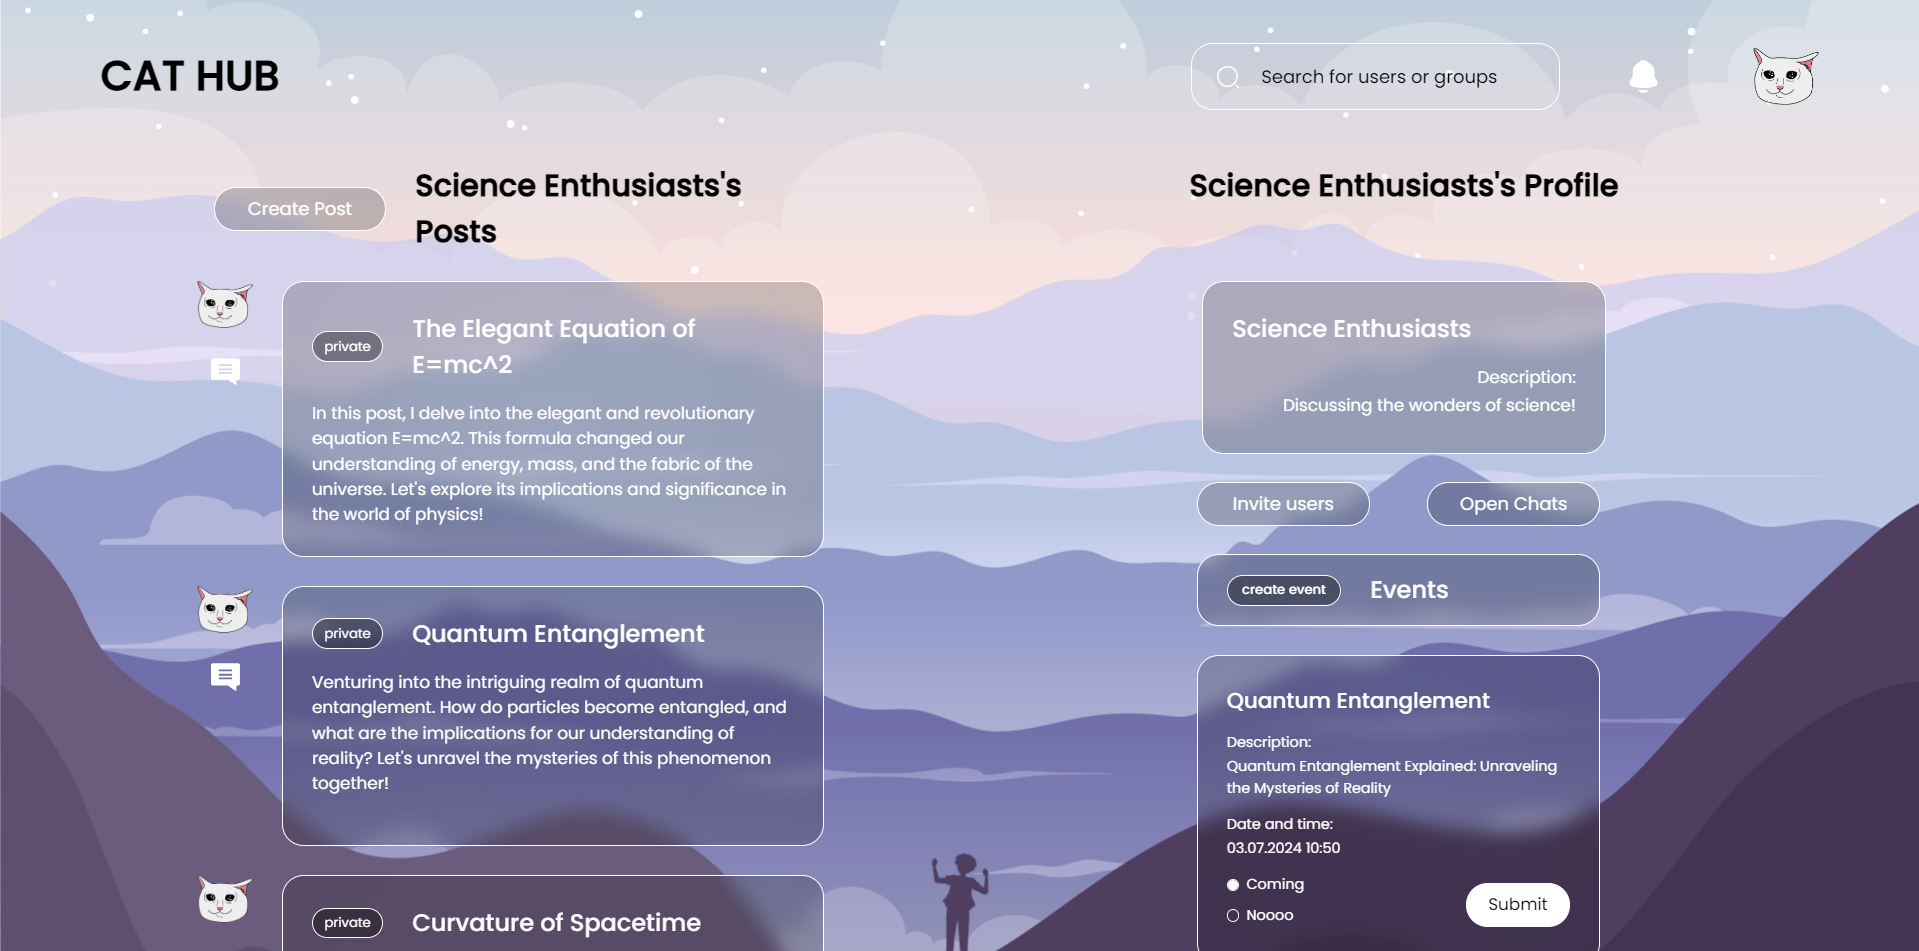 CAT HUB
Search for users or groups
Create Post
Science Enthusiasts's
Posts
private
The Elegant Equation of
E=mc^2
In this post, I delve into the elegant and revolutionary
equation E=mc^2. This formula changed our
understanding of energy, mass, and the fabric of the
universe. Let's explore its implications and significance in
the world of physics!
private
Quantum Entanglement
Venturing into the intriguing realm of quantum
entanglement. How do particles become entangled, and
what are the implications for our understanding of
reality? Let's unravel the mysteries of this phenomenon
together!
private
Curvature of Spacetime
Science Enthusiasts's Profile
Science Enthusiasts
Description:
Discussing the wonders of science!
Invite users
Open Chats
create event
Events
Quantum Entanglement
Description:
Quantum Entanglement Explained: Unraveling
the Mysteries of Reality
Date and time:
03.07.2024 10:50
Coming
Noooo
Submit